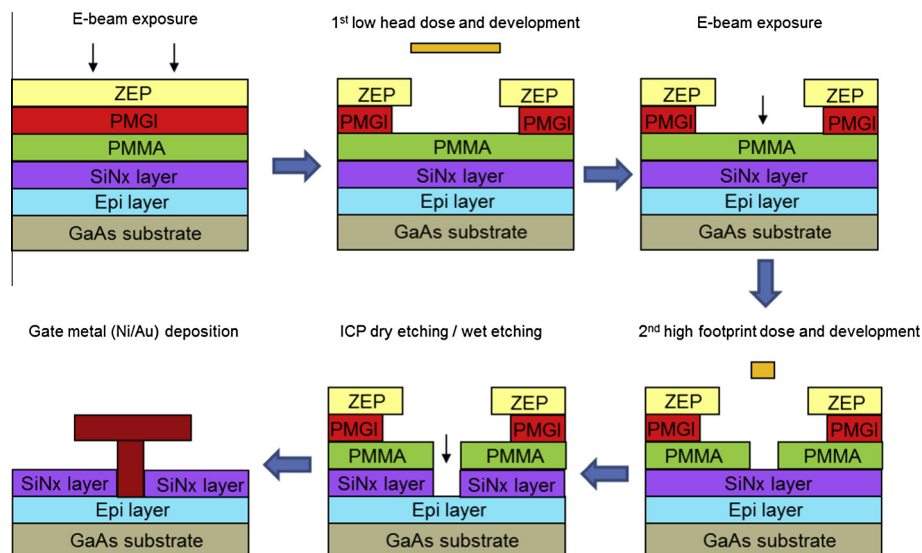 E-beam exposure
ZEP
PMGI
PMMA
SiNx layer
Epi layer
GaAs substrate
1st low head dose and development
ZEP ZEP
PMGI PMGI
PMMA
SiNx layer
Epi layer
GaAs substrate
E-beam exposure
ZEP ZEP
PMGI PMGI
PMMA
SiNx layer
Epi layer
GaAs substrate
2nd high footprint dose and development
ZEP ZEP
PMGI PMGI
PMMA PMMA
SiNx layer
Epi layer
GaAs substrate
ICP dry etching / wet etching
ZEP ZEP
PMGI PMGI
PMMA PMMA
SiNx layer SiNx layer
Epi layer
GaAs substrate
Gate metal (Ni/Au) deposition
SiNx layer SiNx layer
Epi layer
GaAs substrate